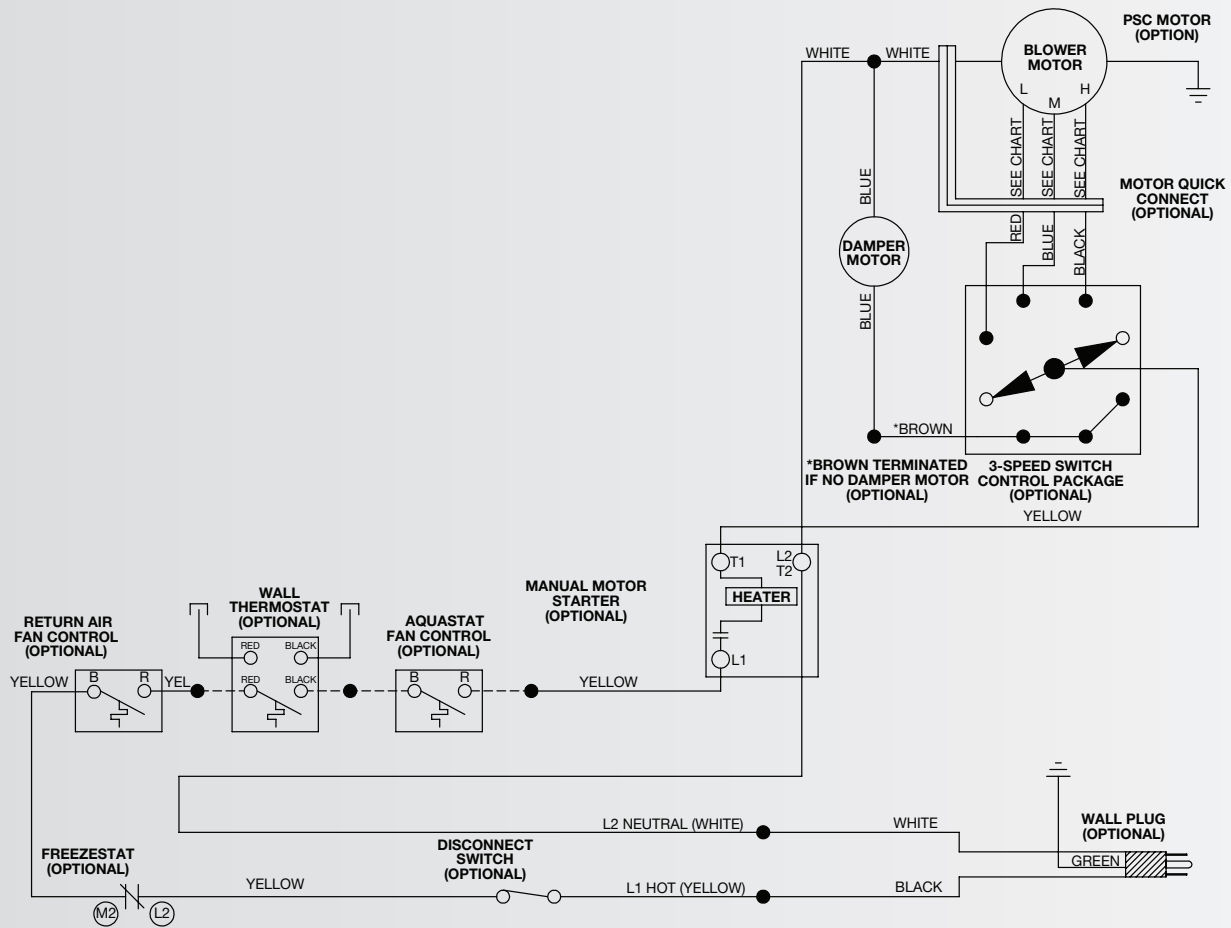 PSC MOTOR
(OPTION)
WHITE
WHITE
BLOWER
MOTOR
L
M
H
SEE CHART
SEE CHART
SEE CHART
MOTOR QUICK
CONNECT
(OPTIONAL)
BLUE
RED
BLUE
BLACK
DAMPER
MOTOR
BLUE
*BROWN
*BROWN TERMINATED
IF NO DAMPER MOTOR
(OPTIONAL)
3-SPEED SWITCH
CONTROL PACKAGE
(OPTIONAL)
YELLOW
T1
L2
T2
HEATER
L1
MANUAL MOTOR
STARTER
(OPTIONAL)
WALL
THERMOSTAT
(OPTIONAL)
RETURN AIR
FAN CONTROL
(OPTIONAL)
AQUASTAT
FAN CONTROL
(OPTIONAL)
RED
BLACK
YELLOW
B
R
YEL
RED
BLACK
B
R
YELLOW
L2 NEUTRAL (WHITE)
WHITE
WALL PLUG
(OPTIONAL)
GREEN
FREEZESTAT
(OPTIONAL)
DISCONNECT
SWITCH
(OPTIONAL)
YELLOW
L1 HOT (YELLOW)
BLACK
M2
L2